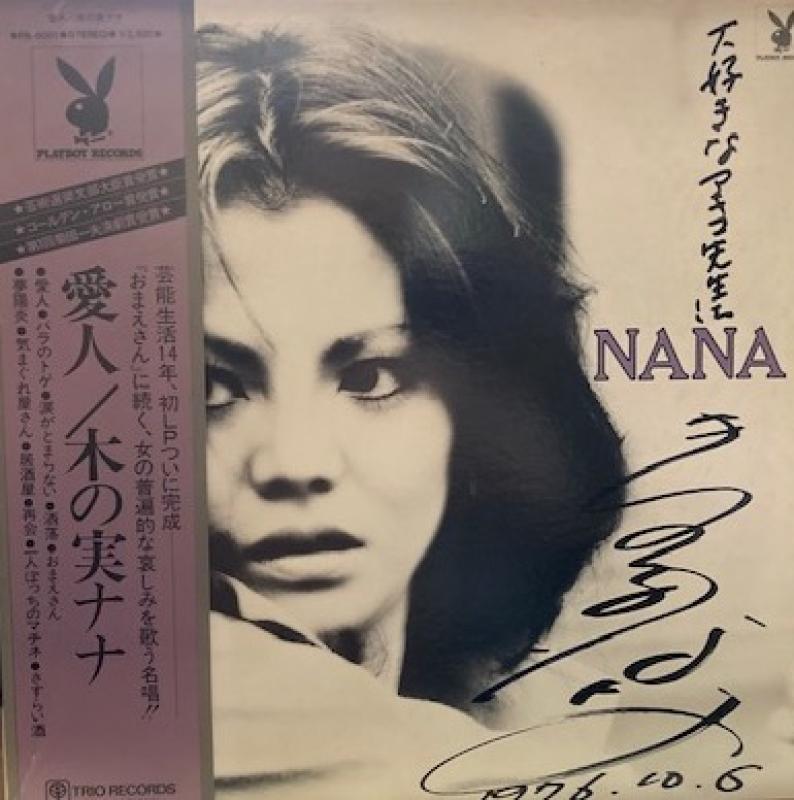 PLAYBOY RECORDS
愛人/木の実ナナ
芸能生活14年、初LPついに完成
『おまえさん』に続く、女の普遍的な哀しみを歌う名唱!!
●愛人●バラのトゲ●涙がとまらない●酒落●おまえさん
●夢陽炎●気まぐれ屋さん●居酒屋●再会●一人ぼっちのマチネ●さすらい酒
TRIO RECORDS
大好きなアキコ先生に
NANA
1976.10.6